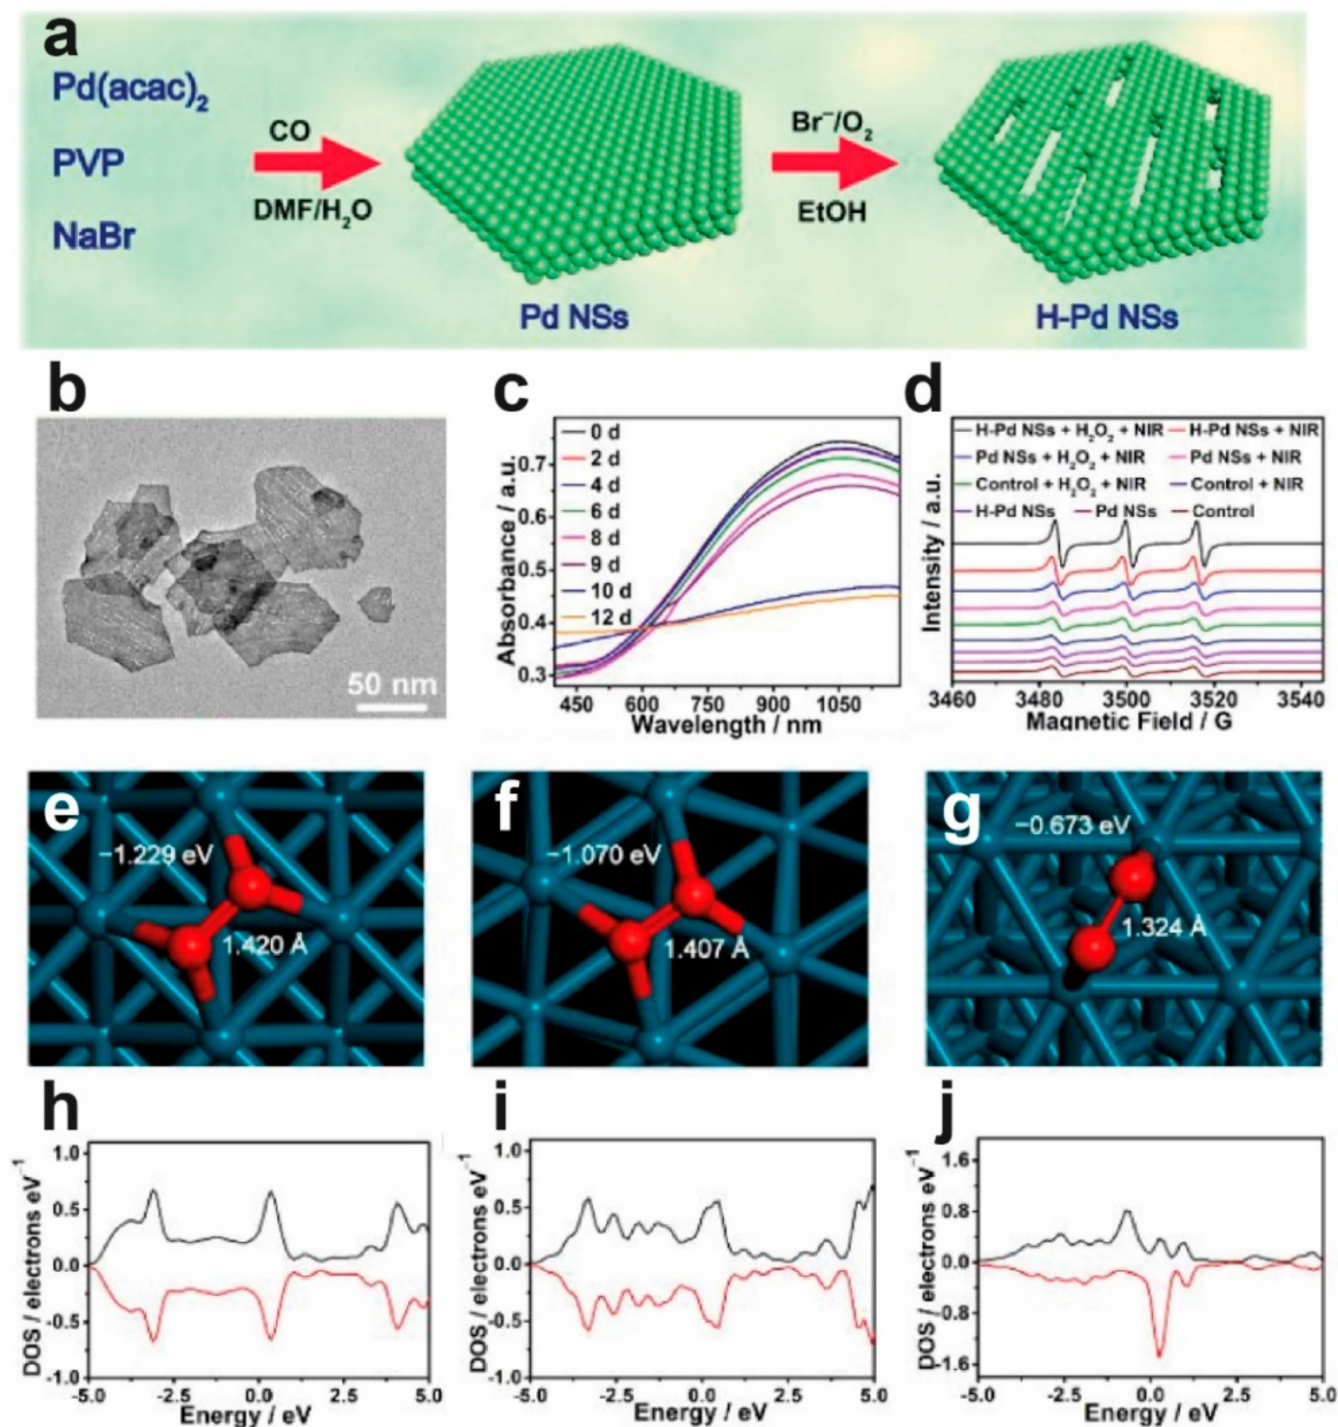 a
Pd(acac)₂
PVP
NaBr
CO
DMF/H₂O
Pd NSs
Br⁻/O₂
EtOH
H-Pd NSs
b
50 nm
c
Absorbance / a.u.
0.7
0.6
0.5
0.4
0.3
0 d
2 d
4 d
6 d
8 d
9 d
10 d
12 d
450 600 750 900 1050
Wavelength / nm
d
Intensity / a.u.
H-Pd NSs + H₂O₂ + NIR H-Pd NSs + NIR
Pd NSs + H₂O₂ + NIR Pd NSs + NIR
Control + H₂O₂ + NIR Control + NIR
H-Pd NSs Pd NSs Control
3460 3480 3500 3520 3540
Magnetic Field / G
e
−1.229 eV
1.420 Å
f
−1.070 eV
1.407 Å
g
−0.673 eV
1.324 Å
h
DOS / electrons eV⁻¹
1.0
0.5
0.0
-0.5
-1.0
-5.0 -2.5 0.0 2.5 5.0
Energy / eV
i
DOS / electrons eV⁻¹
1.0
0.5
0.0
-0.5
-1.0
-5.0 -2.5 0.0 2.5 5.0
Energy / eV
j
DOS / electrons eV⁻¹
1.6
0.8
0.0
-0.8
-1.6
-5.0 -2.5 0.0 2.5 5.0
Energy / eV